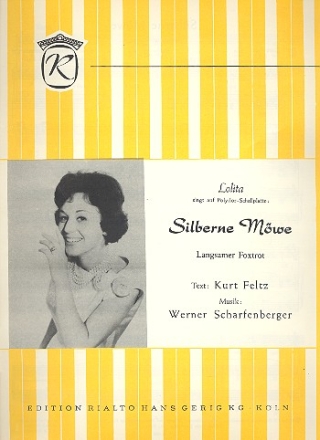 R
Lolita
singt auf Polydor-Schallplatte:
Silberne Möwe
Langsamer Foxtrot
Text: Kurt Feltz
Musik:
Werner Scharfenberger
EDITION RIALTO HANS GERIG KG · KÖLN